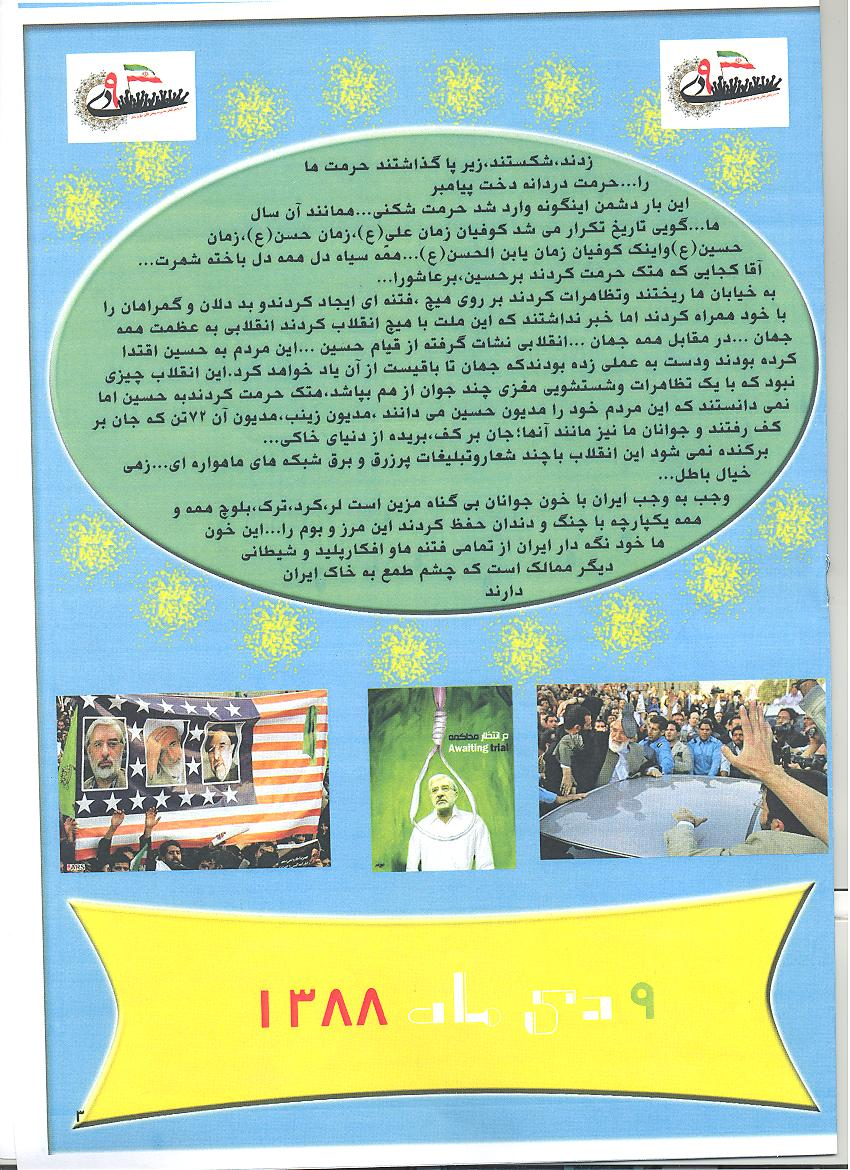 ۹ دی
۹ دی
زدند،شکستند،زیر پا گذاشتند حرمت ها
را...حرمت دردانه دخت پیامبر
این بار دشمن اینگونه وارد شد حرمت شکنی...همانند آن سال
ها...گویی تاریخ تکرار می شد کوفیان زمان علی(ع)،زمان حسن(ع)،زمان
حسین(ع)واینک کوفیان زمان یابن الحسن(ع)...همه سیاه دل همه دل باخته شهرت...
آقا کجایی که هتک حرمت کردند برحسین،برعاشورا...
به خیابان ها ریختند وتظاهرات کردند بر روی هیچ ،فتنه ای ایجاد کردندو بد دلان و گمراهان را
با خود همراه کردند اما خبر نداشتند که این ملت با هیچ انقلاب کردند انقلابی به عظمت همه
جهان ...در مقابل همه جهان ...انقلابی نشات گرفته از قیام حسین ...این مردم به حسین اقتدا
کرده بودند ودست به عملی زده بودندکه جهان تا باقیست از آن یاد خواهد کرد.این انقلاب چیزی
نبود که با یک تظاهرات وشستشویی مغزی چند جوان از هم بپاشد،هتک حرمت کردندبه حسین اما
نمی دانستند که این مردم خود را مدیون حسین می دانند ،مدیون زینب،مدیون آن ۷۲تن که جان بر
کف رفتند و جوانان ما نیز مانند آنها؛جان بر کف،بریده از دنیای خاکی...
برکنده نمی شود این انقلاب باچند شعاروتبلیغات پرزرق و برق شبکه های ماهواره ای...زهی
خیال باطل...
وجب به وجب ایران با خون جوانان بی گناه مزین است لر،کرد،ترک،بلوچ همه و
همه یکپارچه با چنگ و دندان حفظ کردند این مرز و بوم را...این خون
ها خود نگه دار ایران از تمامی فتنه هاو افکارپلید و شیطانی
دیگر ممالک است که چشم طمع به خاک ایران
دارند
در انتظار محاکمه
Awaiting trial
۹ دی ماه ۱۳۸۸
۳